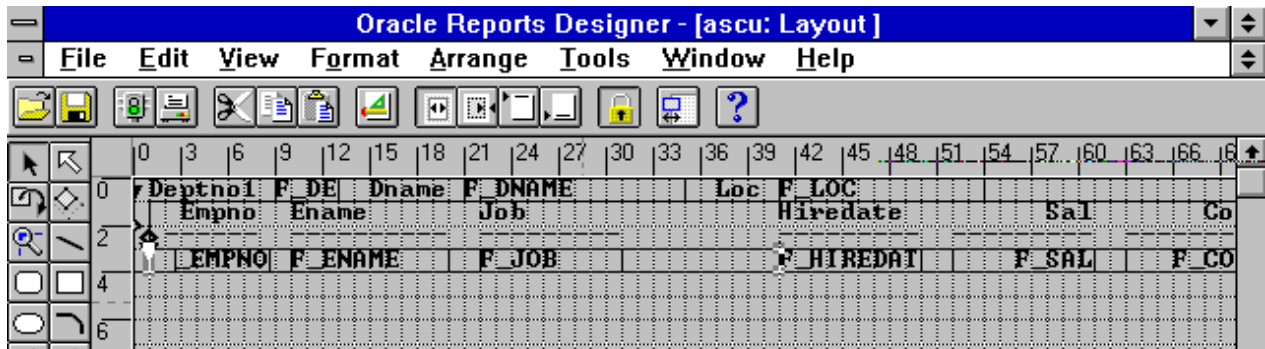 Oracle Reports Designer - [ascu: Layout ]
File Edit View Format Arrange Tools Window Help
0 3 6 9 12 15 18 21 24 27 30 33 36 39 42 45 48 51 54 57 60 63 66 6
0 Deptno1 F_DE Dname F_DNAME Loc F_LOC
Empno Ename Job Hiredate Sal Co
2
_EMPNO F_ENAME F_JOB F_HIREDAT F_SAL F_CO
4
6